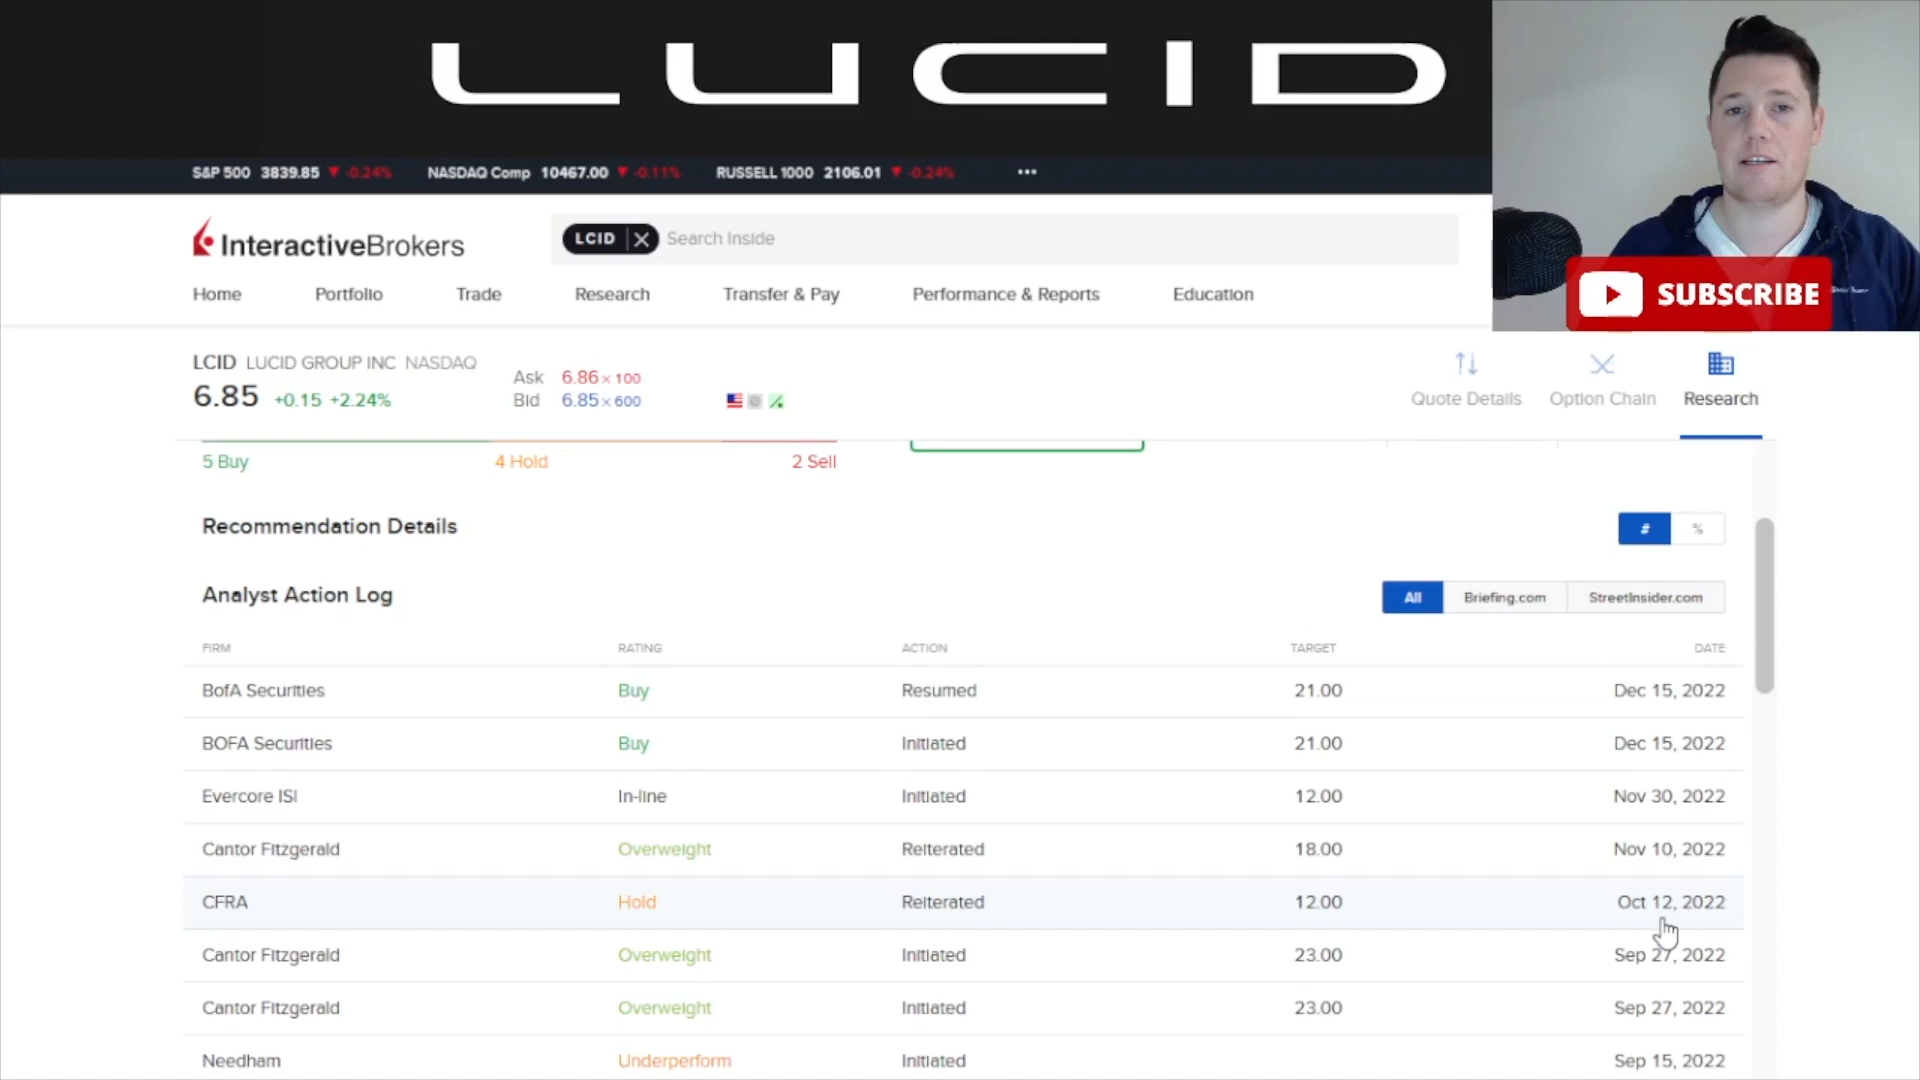 LUCID
S&P 500 3839.85 ▼ -0.24% NASDAQ Comp 10467.00 ▼ -0.11% RUSSELL 1000 2106.01 ▼ -0.24% •••
InteractiveBrokers
LCID X Search Inside
Home Portfolio Trade Research Transfer & Pay Performance & Reports Education
SUBSCRIBE
LCID LUCID GROUP INC NASDAQ
6.85 +0.15 +2.24%
Ask 6.86 × 100
Bid 6.85 × 600
Quote Details Option Chain Research
5 Buy 4 Hold 2 Sell
Recommendation Details # %
Analyst Action Log All Briefing.com StreetInsider.com
FIRM RATING ACTION TARGET DATE
BofA Securities Buy Resumed 21.00 Dec 15, 2022
BOFA Securities Buy Initiated 21.00 Dec 15, 2022
Evercore ISI In-line Initiated 12.00 Nov 30, 2022
Cantor Fitzgerald Overweight Reiterated 18.00 Nov 10, 2022
CFRA Hold Reiterated 12.00 Oct 12, 2022
Cantor Fitzgerald Overweight Initiated 23.00 Sep 27, 2022
Cantor Fitzgerald Overweight Initiated 23.00 Sep 27, 2022
Needham Underperform Initiated Sep 15, 2022